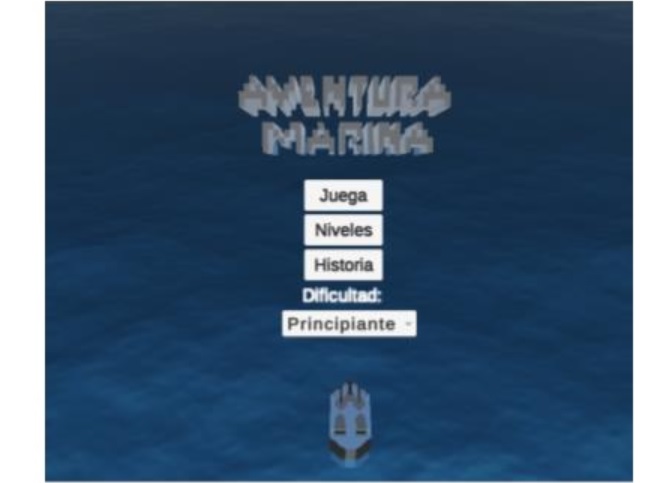 AVENTURA
MARINA
Juega
Niveles
Historia
Dificultad:
Principiante